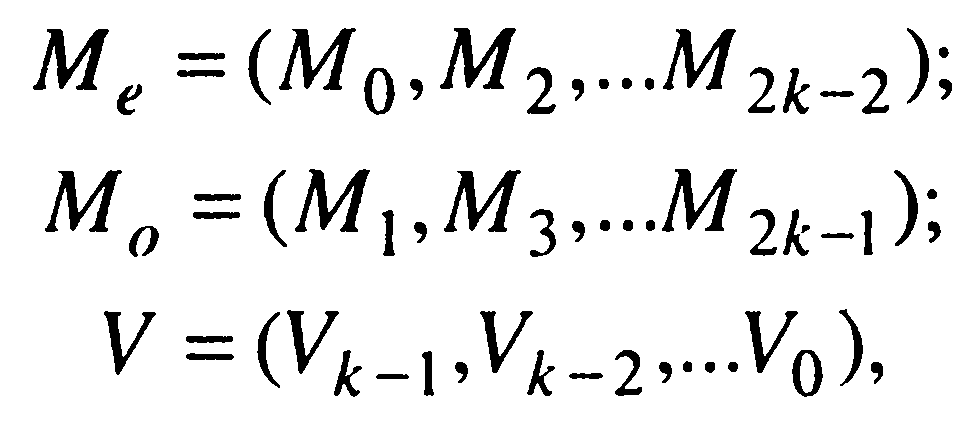 M_e = (M_0, M_2, ...M_{2k-2});
M_o = (M_1, M_3, ...M_{2k-1});
V = (V_{k-1}, V_{k-2}, ...V_0),